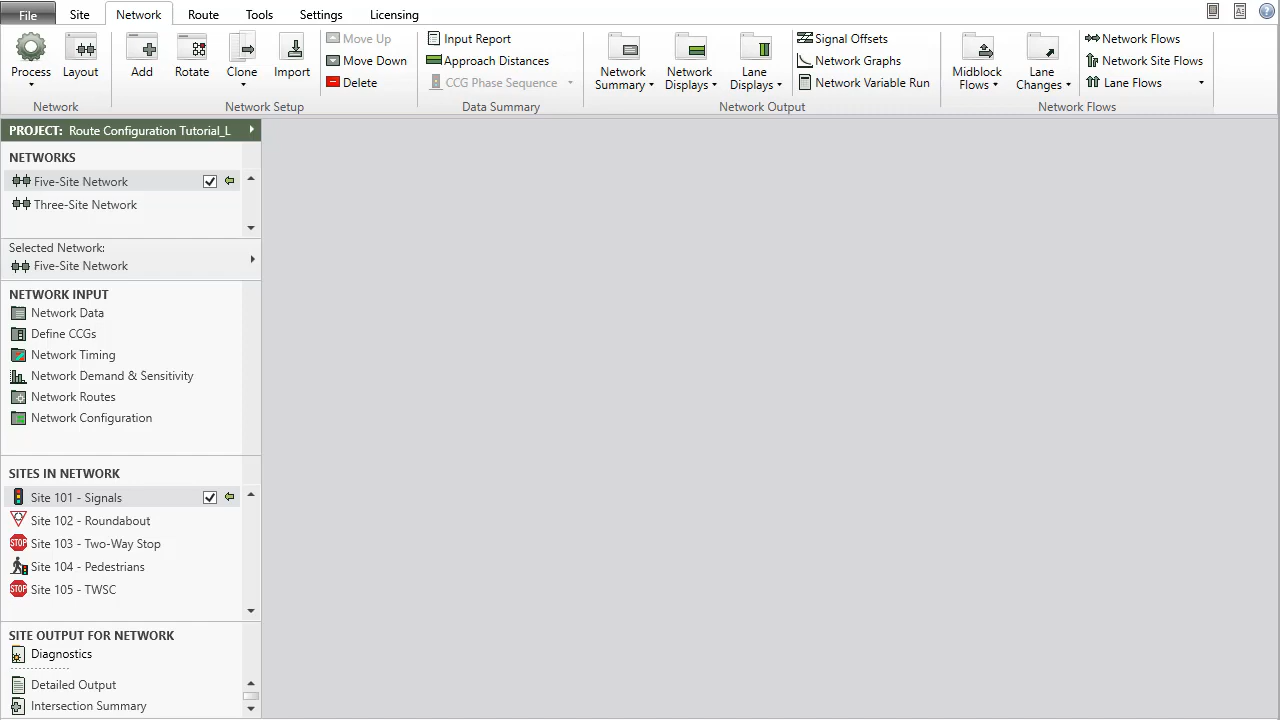 File Site Network Route Tools Settings Licensing
Process Layout Add Rotate Clone Import Move Up Move Down Delete
Network Network Setup
Input Report
Approach Distances
CCG Phase Sequence
Data Summary
Network Summary Network Displays Lane Displays
Signal Offsets
Network Graphs
Network Variable Run
Network Output
Midblock Flows Lane Changes
Network Flows
Network Site Flows
Lane Flows
Network Flows
PROJECT: Route Configuration Tutorial_L
NETWORKS
Five-Site Network
Three-Site Network
Selected Network:
Five-Site Network
NETWORK INPUT
Network Data
Define CCGs
Network Timing
Network Demand & Sensitivity
Network Routes
Network Configuration
SITES IN NETWORK
Site 101 - Signals
Site 102 - Roundabout
STOP Site 103 - Two-Way Stop
Site 104 - Pedestrians
STOP Site 105 - TWSC
SITE OUTPUT FOR NETWORK
Diagnostics
Detailed Output
Intersection Summary